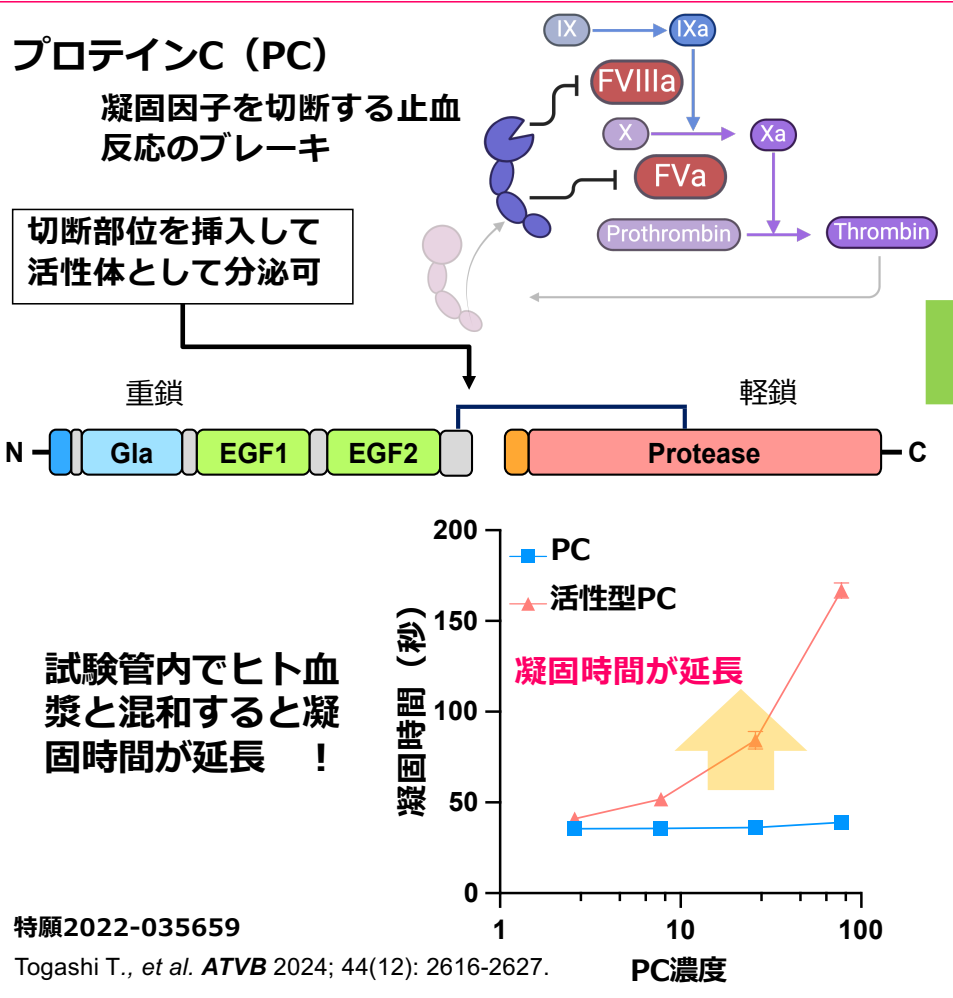 プロテインC（PC）
凝固因子を切断する止血
反応のブレーキ
IX
IXa
FVIIIa
X
Xa
FVa
Prothrombin
Thrombin
切断部位を挿入して
活性体として分泌可
重鎖
軽鎖
N
Gla
EGF1
EGF2
Protease
C
試験管内でヒト血
漿と混和すると凝
固時間が延長　！
凝固時間（秒）
200
150
100
50
0
PC
活性型PC
凝固時間が延長
1
10
100
PC濃度
特願2022-035659
Togashi T., et al. ATVB 2024; 44(12): 2616-2627.